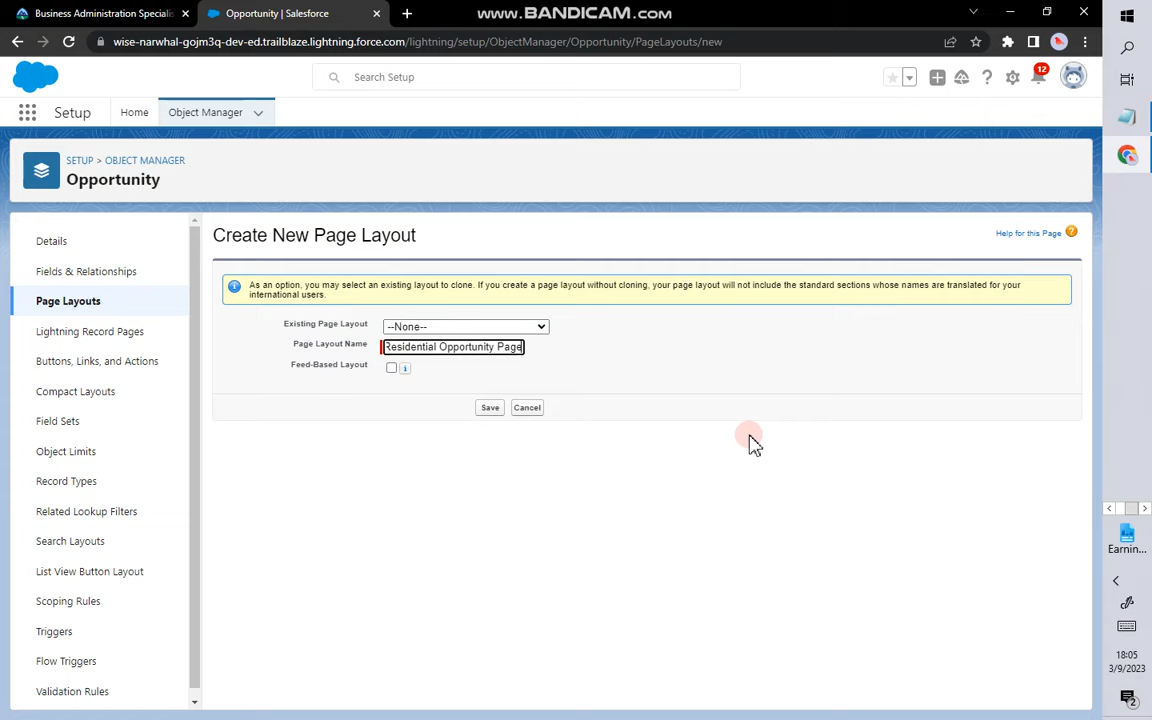 Business Administration Specialis
Opportunity | Salesforce
www.BANDICAM.com
wise-narwhal-gojm3q-dev-ed.trailblaze.lightning.force.com/lightning/setup/ObjectManager/Opportunity/PageLayouts/new
Search Setup
12
Setup
Home
Object Manager
SETUP > OBJECT MANAGER
Opportunity
Details
Fields & Relationships
Page Layouts
Lightning Record Pages
Buttons, Links, and Actions
Compact Layouts
Field Sets
Object Limits
Record Types
Related Lookup Filters
Search Layouts
List View Button Layout
Scoping Rules
Triggers
Flow Triggers
Validation Rules
Create New Page Layout
Help for this Page
As an option, you may select an existing layout to clone. If you create a page layout without cloning, your page layout will not include the standard sections whose names are translated for your
international users.
Existing Page Layout
--None--
Page Layout Name
Residential Opportunity Page
Feed-Based Layout
Save
Cancel
Earnin...
18:05
3/9/2023
2